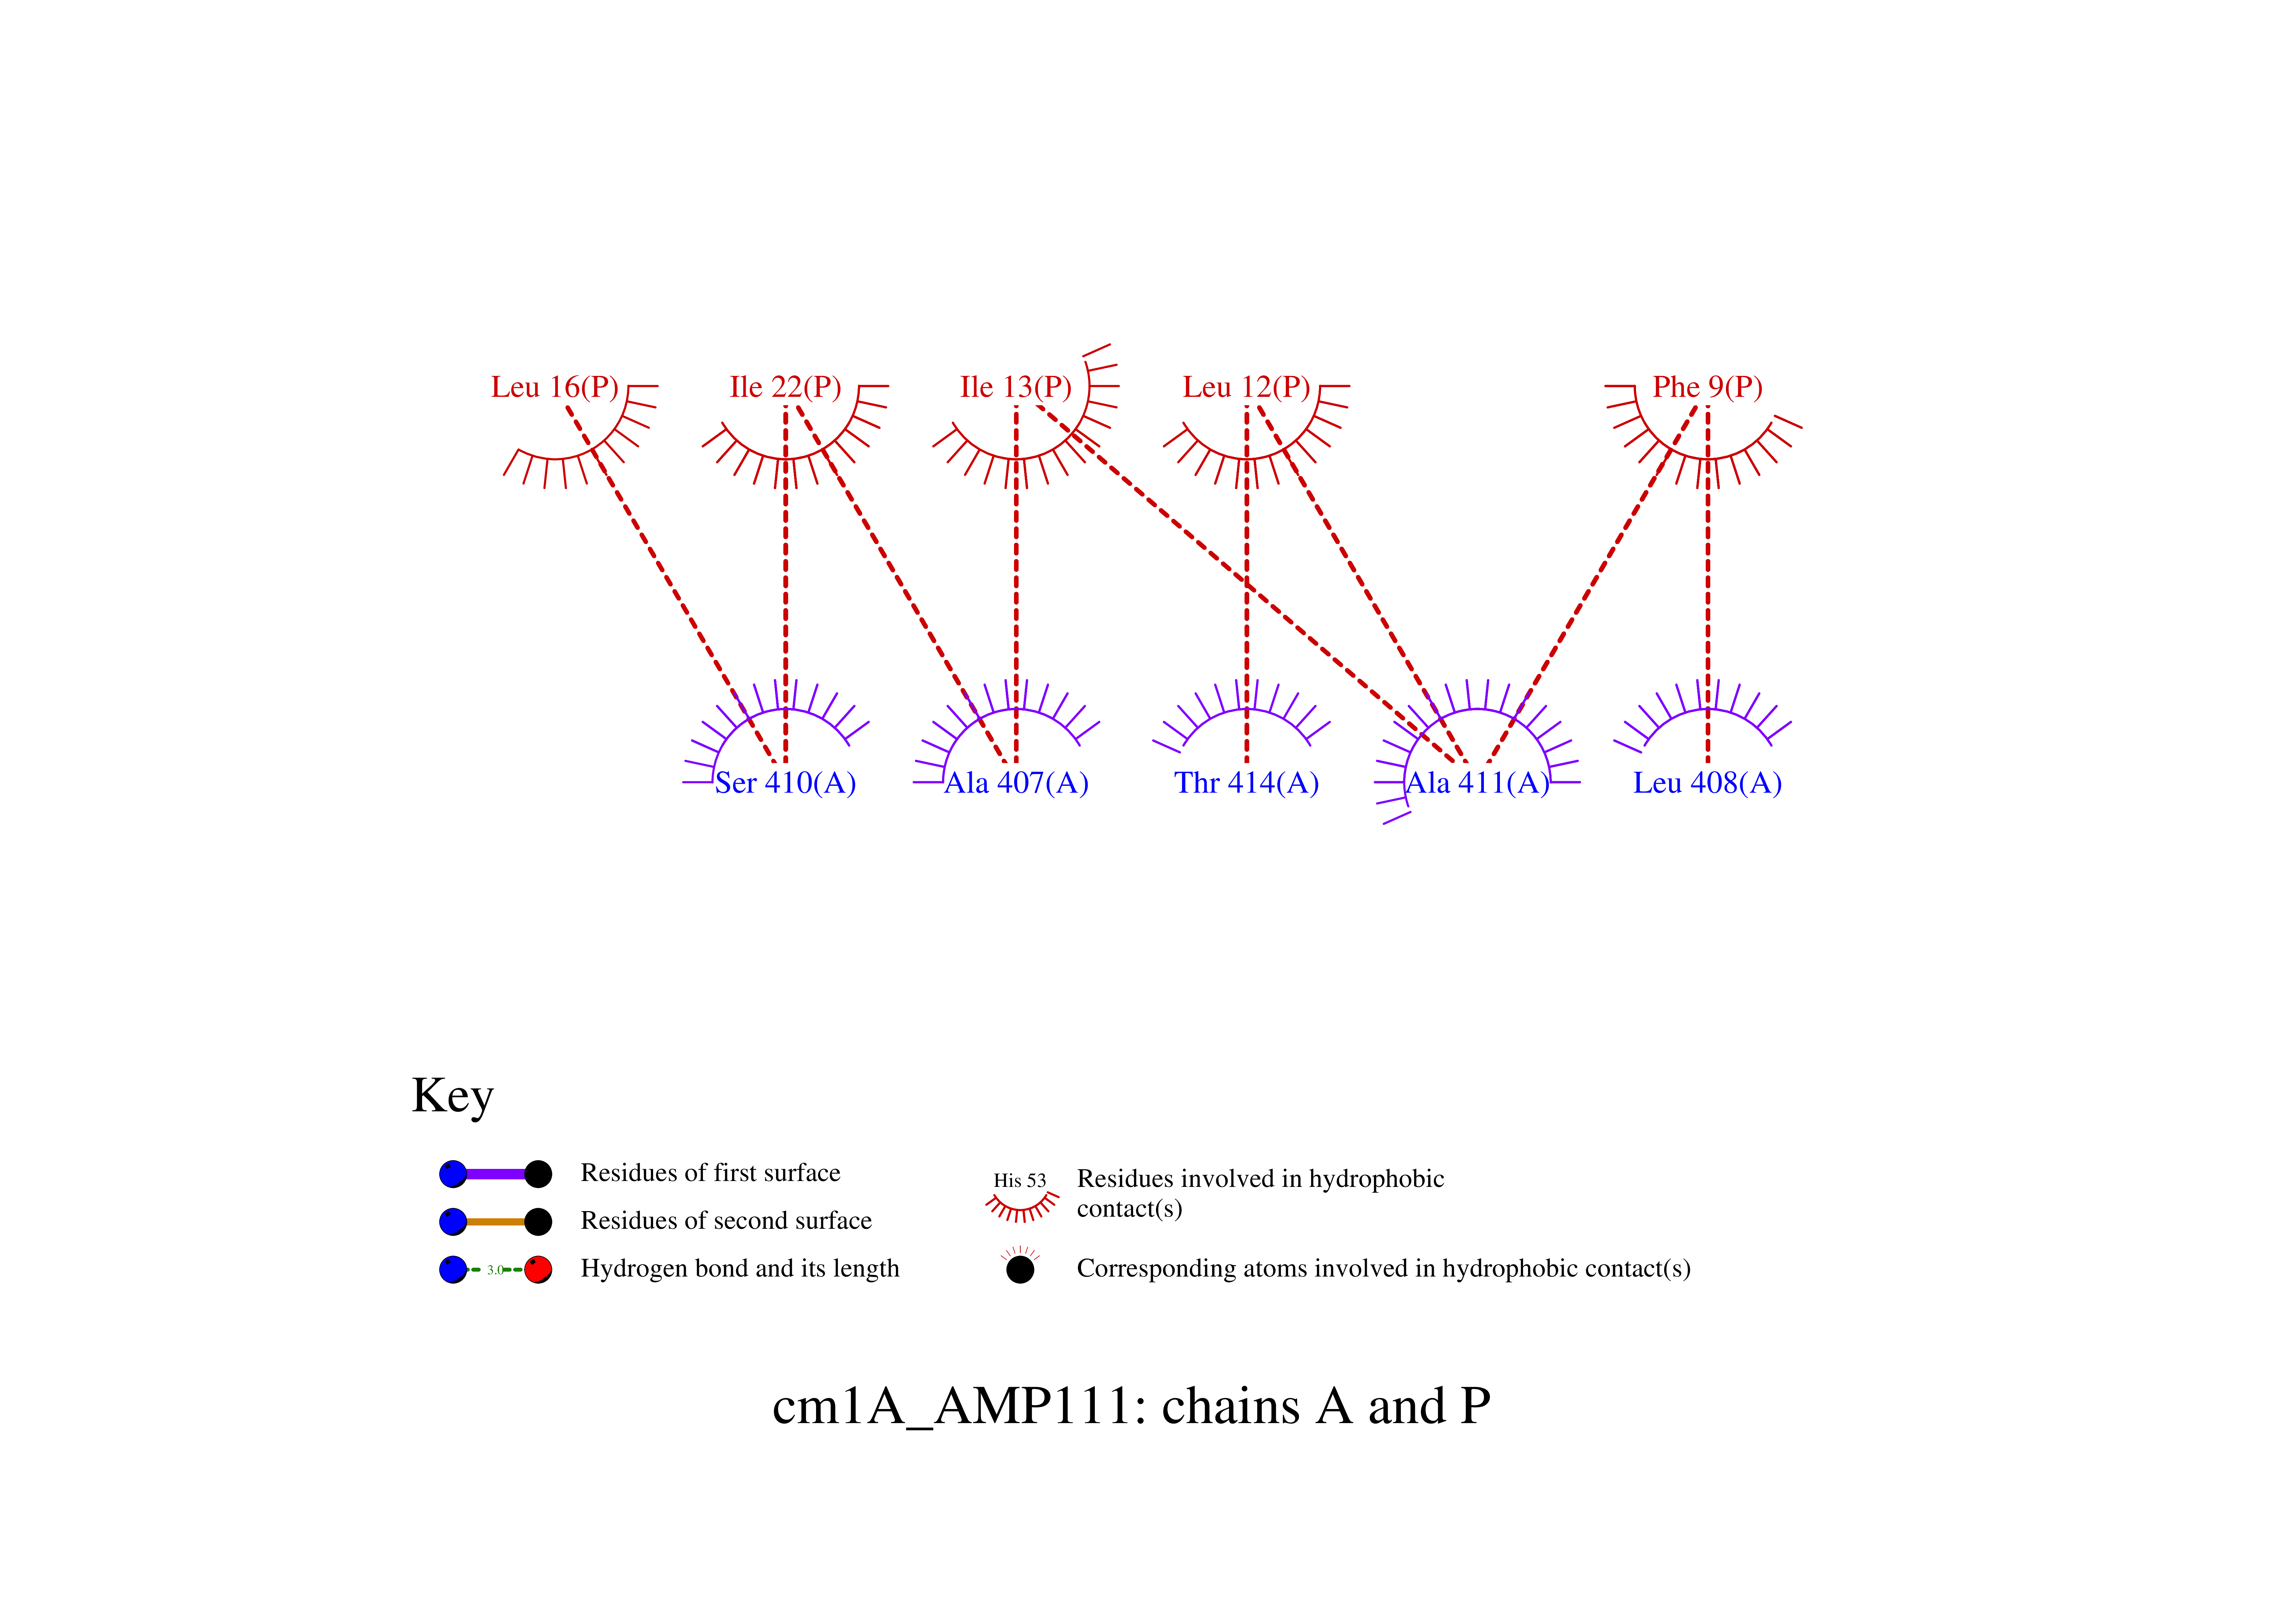 Leu 16(P) Ile 22(P) Ile 13(P) Leu 12(P) Phe 9(P)
Ser 410(A) Ala 407(A) Thr 414(A) Ala 411(A) Leu 408(A)
Key
Residues of first surface
Residues of second surface
3.0 Hydrogen bond and its length
His 53 Residues involved in hydrophobic
contact(s)
Corresponding atoms involved in hydrophobic contact(s)
cm1A_AMP111: chains A and P